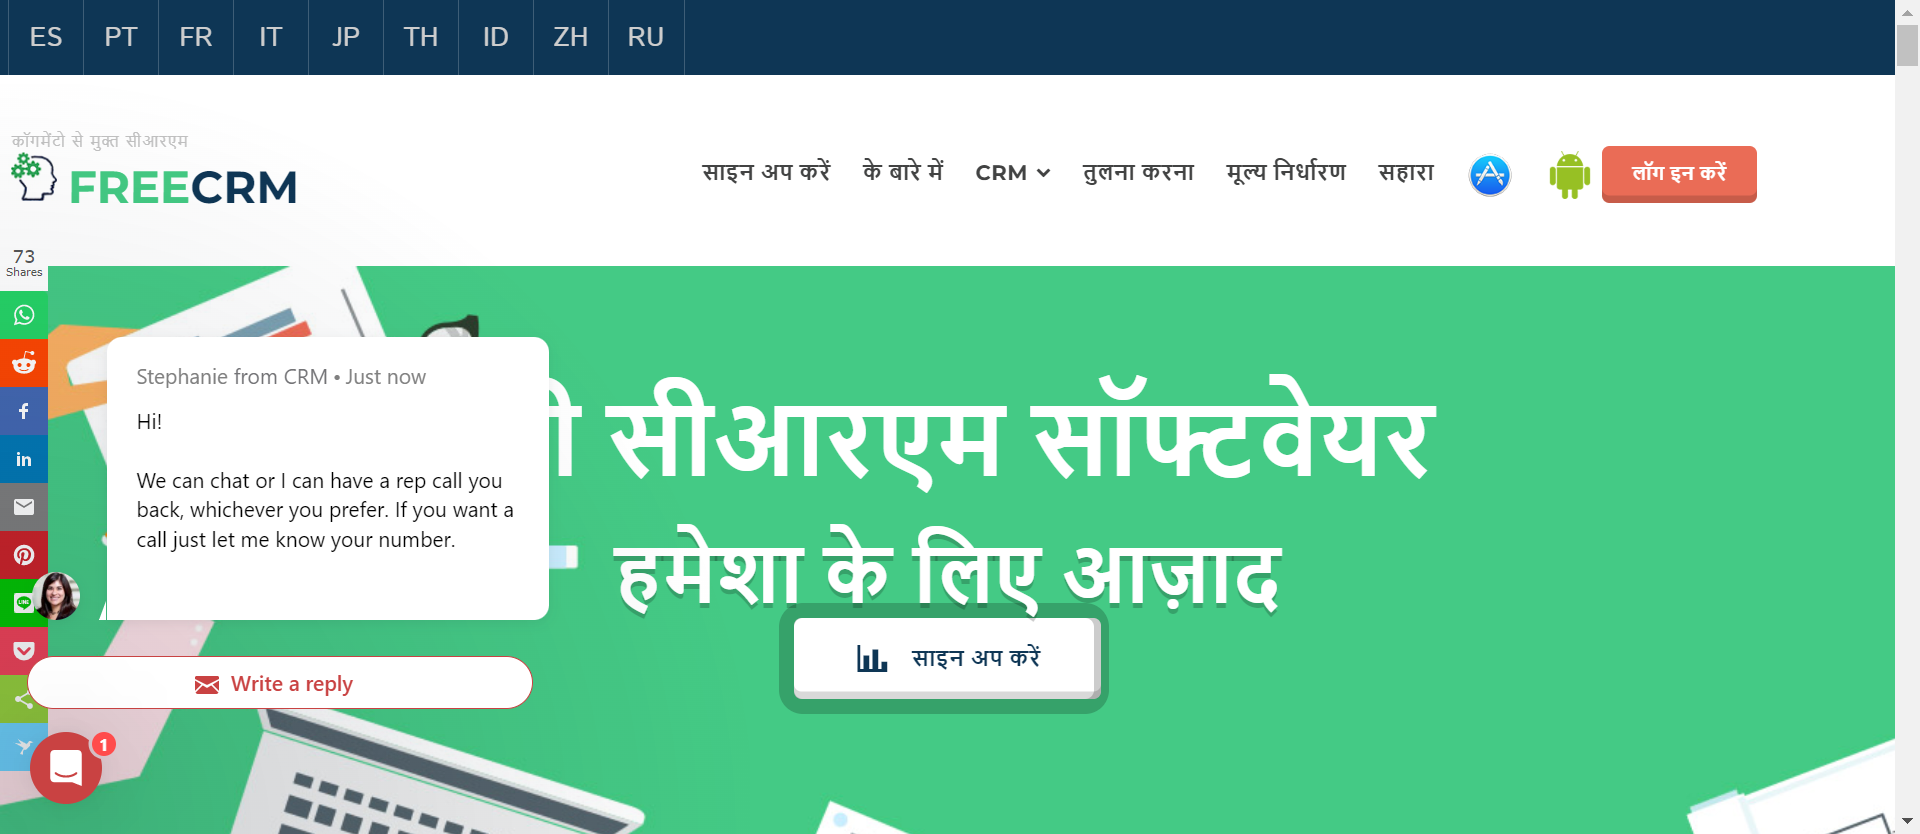 ES PT FR IT JP TH ID ZH RU
कॉगमेंटो से मुक्त सीआरएम
FREECRM
साइन अप करें के बारे में CRM तुलना करना मूल्य निर्धारण सहारा लॉग इन करें
73
Shares
Stephanie from CRM • Just now
Hi!
We can chat or I can have a rep call you
back, whichever you prefer. If you want a
call just let me know your number.
सीआरएम सॉफ्टवेयर
हमेशा के लिए आज़ाद
साइन अप करें
Write a reply
1